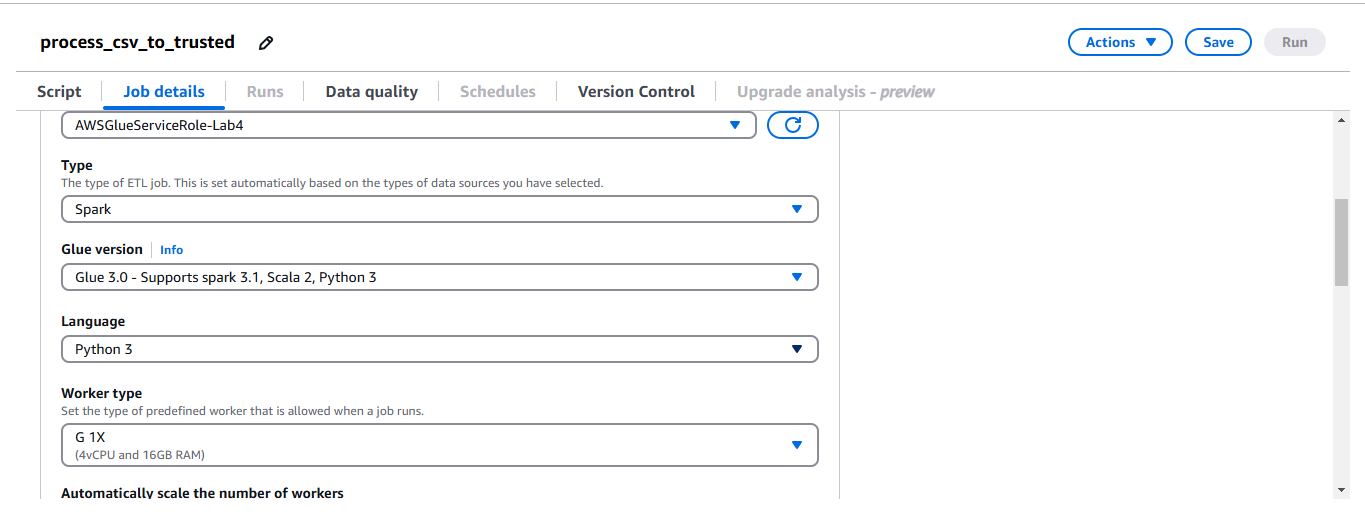 process_csv_to_trusted
Actions
Save
Run
Script
Job details
Runs
Data quality
Schedules
Version Control
Upgrade analysis - preview
AWSGlueServiceRole-Lab4
Type
The type of ETL job. This is set automatically based on the types of data sources you have selected.
Spark
Glue version
Info
Glue 3.0 - Supports spark 3.1, Scala 2, Python 3
Language
Python 3
Worker type
Set the type of predefined worker that is allowed when a job runs.
G 1X
(4vCPU and 16GB RAM)
Automatically scale the number of workers